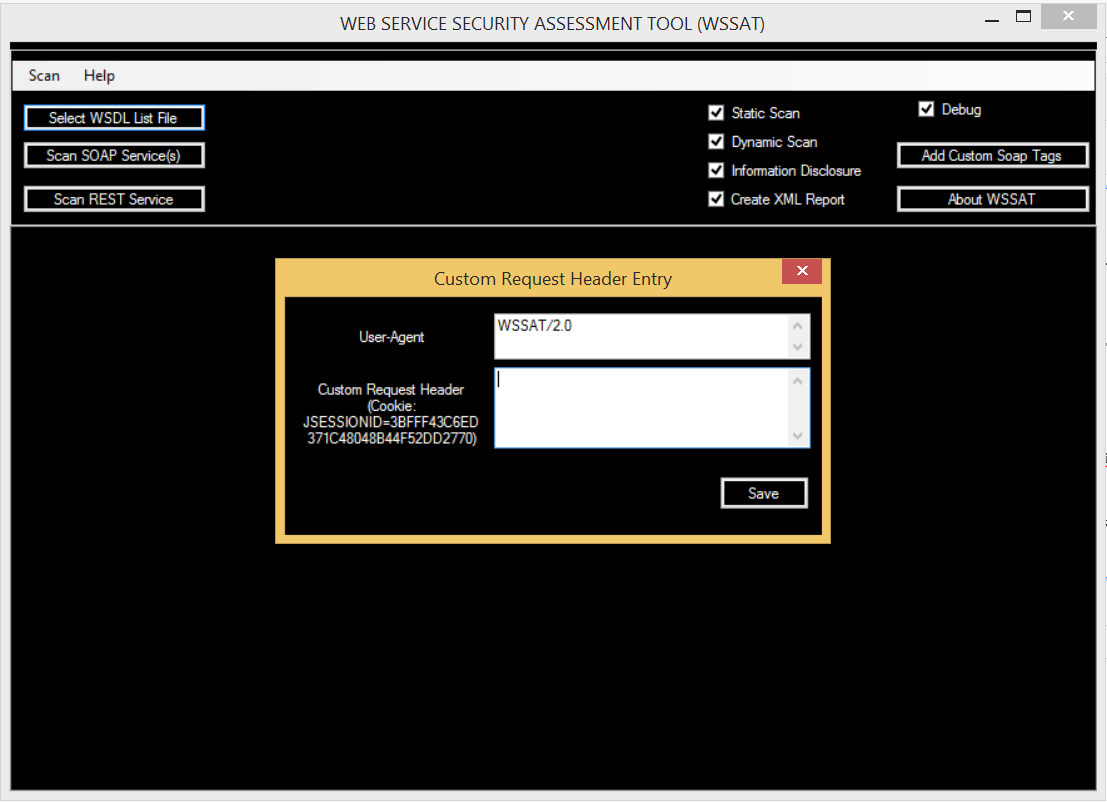 WEB SERVICE SECURITY ASSESSMENT TOOL (WSSAT)
Scan Help
Select WSDL List File
Scan SOAP Service(s)
Scan REST Service
Static Scan
Dynamic Scan
Information Disclosure
Create XML Report
Debug
Add Custom Soap Tags
About WSSAT
Custom Request Header Entry
User-Agent
WSSAT/2.0
Custom Request Header
(Cookie:
JSESSIONID=3BFFF43C6ED
371C48048B44F52DD2770)
Save